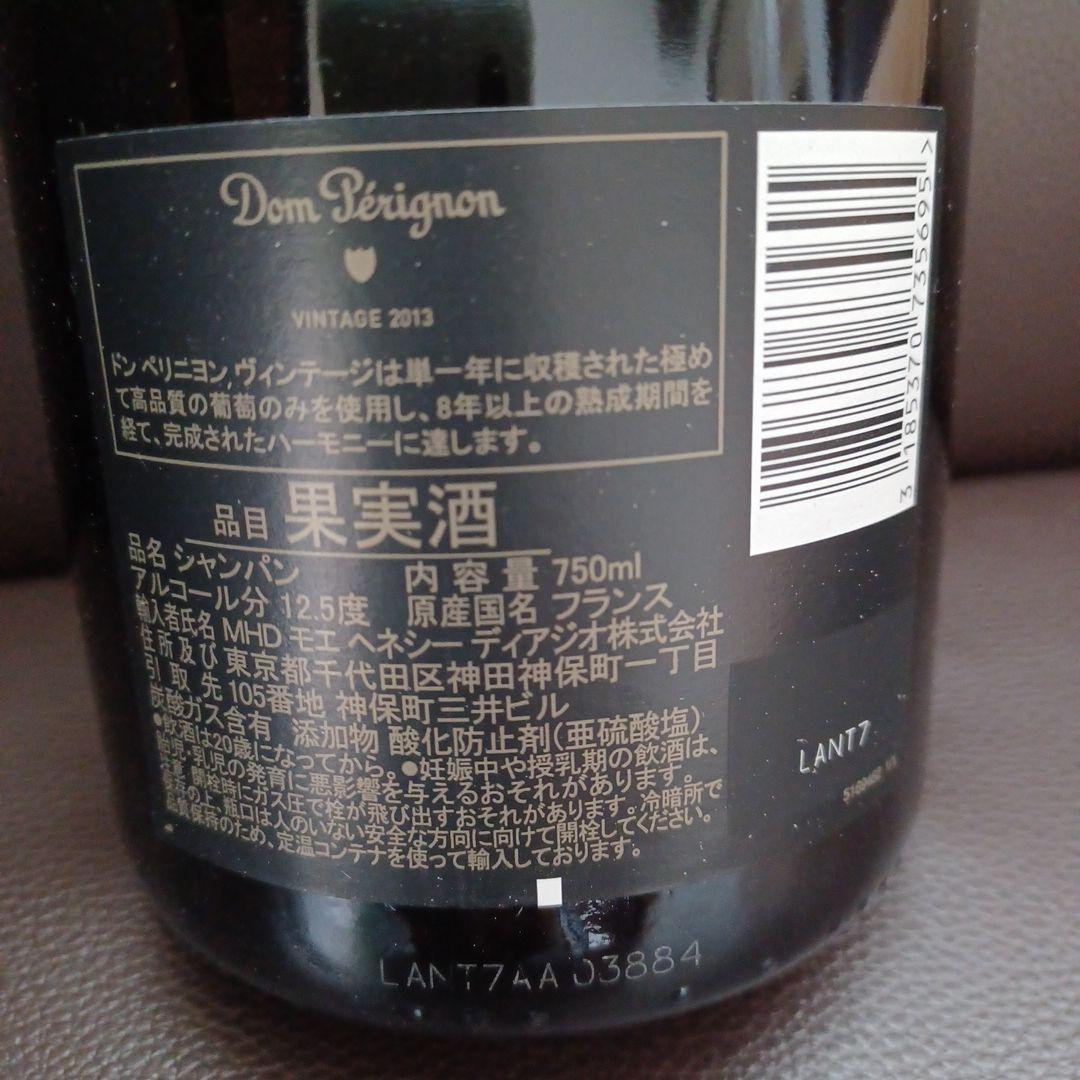 Dom Pérignon
VINTAGE 2013
ドン ペリニヨン,ヴィンテージは単一年に収穫された極め
て高品質の葡萄のみを使用し、8年以上の熟成期間を
経て、完成されたハーモニーに達します。
品目 果実酒
品名 シャンパン 内容量 750ml
アルコール分 12.5度 原産国名 フランス
輸入者氏名 MHD モエ ヘネシー ディアジオ株式会社
住所及び 東京都千代田区神田神保町一丁目
引取先 105番地 神保町三井ビル
炭酸ガス含有 添加物 酸化防止剤(亜硫酸塩)
●飲酒は20歳になってから。●妊娠中や授乳期の飲酒は、
胎児・乳児の発育に悪影響を与えるおそれがあります。
開栓時にガス圧で栓が飛び出すおそれがあります。冷暗所で
保存の上、瓶口は人のいない安全な方向に向けて開栓してください。
品質保持のため、定温コンテナを使って輸入しております。
3 185370 735695 >
LANT7
LANT7AA 03884